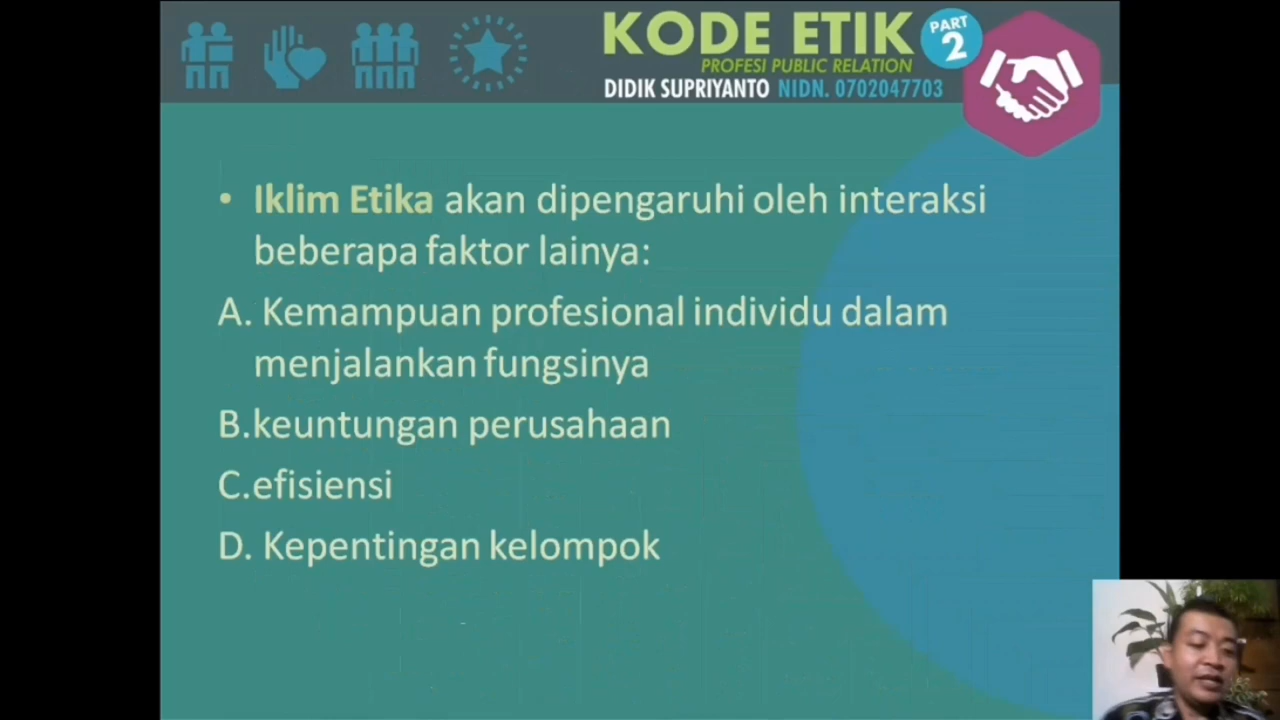 KODE ETIK
PART
2
PROFESI PUBLIC RELATION
DIDIK SUPRIYANTO NIDN. 0702047703
• Iklim Etika akan dipengaruhi oleh interaksi
beberapa faktor lainya:
A. Kemampuan profesional individu dalam
menjalankan fungsinya
B.keuntungan perusahaan
C.efisiensi
D. Kepentingan kelompok